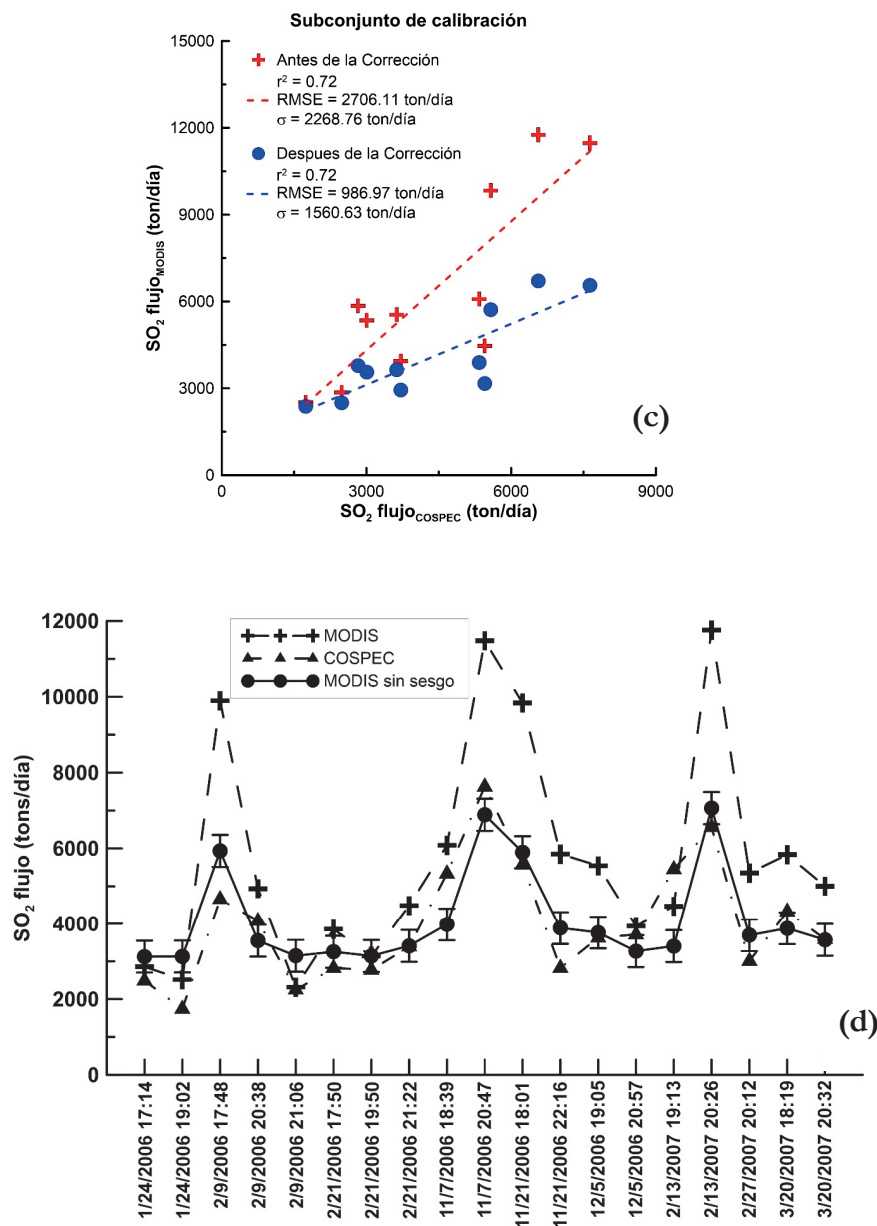 Subconjunto de calibración
15000
12000
9000
6000
3000
0
SO2 flujoMODIS (ton/día)
Antes de la Corrección
r2 = 0.72
RMSE = 2706.11 ton/día
σ = 2268.76 ton/día
Despues de la Corrección
r2 = 0.72
RMSE = 986.97 ton/día
σ = 1560.63 ton/día
(c)
0 3000 6000 9000
SO2 flujoCOSPEC (ton/día)
12000
10000
8000
6000
4000
2000
0
SO2 flujo (tons/día)
MODIS
COSPEC
MODIS sin sesgo
(d)
1/24/2006 17:14
1/24/2006 19:02
2/9/2006 17:48
2/9/2006 20:38
2/9/2006 21:06
2/21/2006 17:50
2/21/2006 19:50
2/21/2006 21:22
11/7/2006 18:39
11/7/2006 20:47
11/21/2006 18:01
11/21/2006 22:16
12/5/2006 19:05
12/5/2006 20:57
2/13/2007 19:13
2/13/2007 20:26
2/27/2007 20:12
3/20/2007 18:19
3/20/2007 20:32